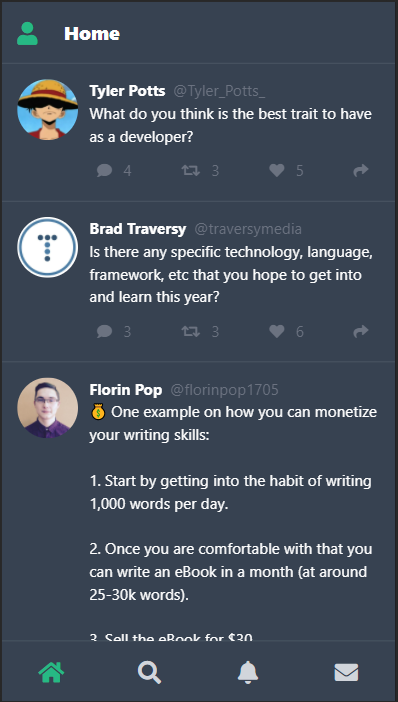 Home
Tyler Potts @Tyler_Potts_
What do you think is the best trait to have
as a developer?
4 3 5
Brad Traversy @traversymedia
Is there any specific technology, language,
framework, etc that you hope to get into
and learn this year?
3 3 6
Florin Pop @florinpop1705
💰 One example on how you can monetize
your writing skills:
1. Start by getting into the habit of writing
1,000 words per day.
2. Once you are comfortable with that you
can write an eBook in a month (at around
25-30k words).
3. Sell the eBook for $30